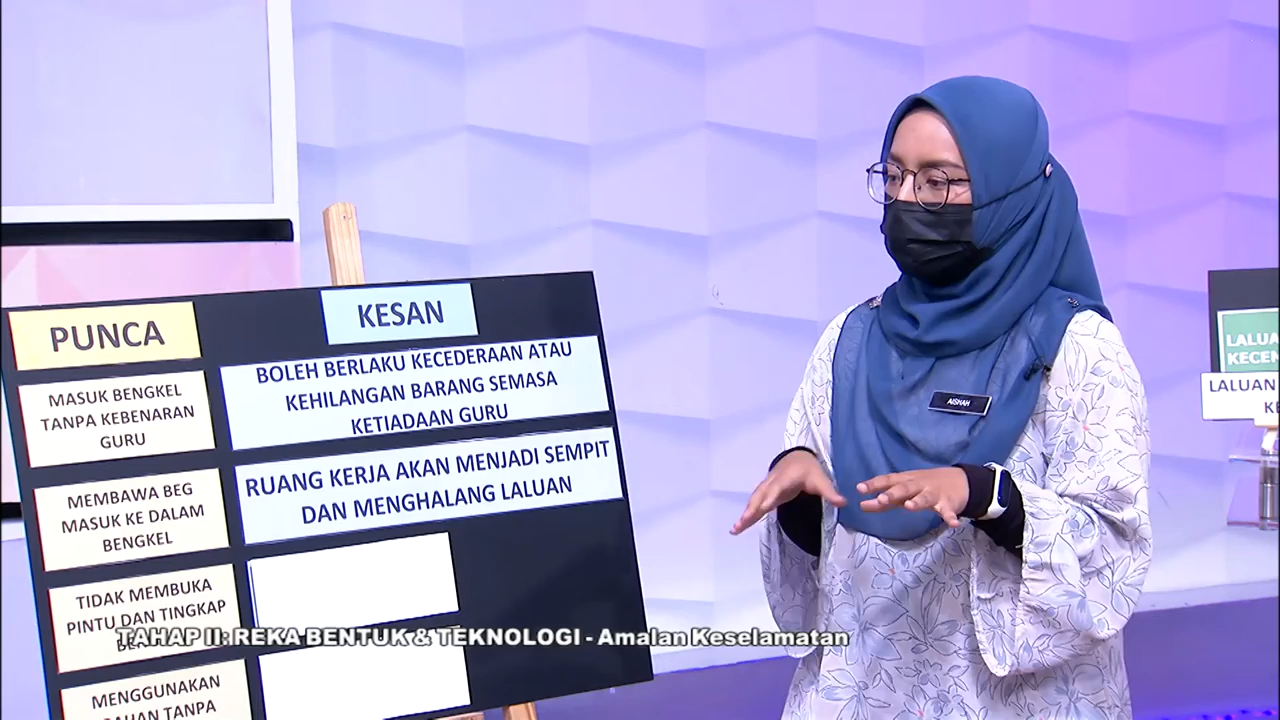 PUNCA
KESAN
MASUK BENGKEL
TANPA KEBENARAN
GURU
BOLEH BERLAKU KECEDERAAN ATAU
KEHILANGAN BARANG SEMASA
KETIADAAN GURU
MEMBAWA BEG
MASUK KE DALAM
BENGKEL
RUANG KERJA AKAN MENJADI SEMPIT
DAN MENGHALANG LALUAN
TIDAK MEMBUKA
PINTU DAN TINGKAP
MENGGUNAKAN
TANPA
TAHAP II: REKA BENTUK & TEKNOLOGI - Amalan Keselamatan
AISHAH
LALUAN